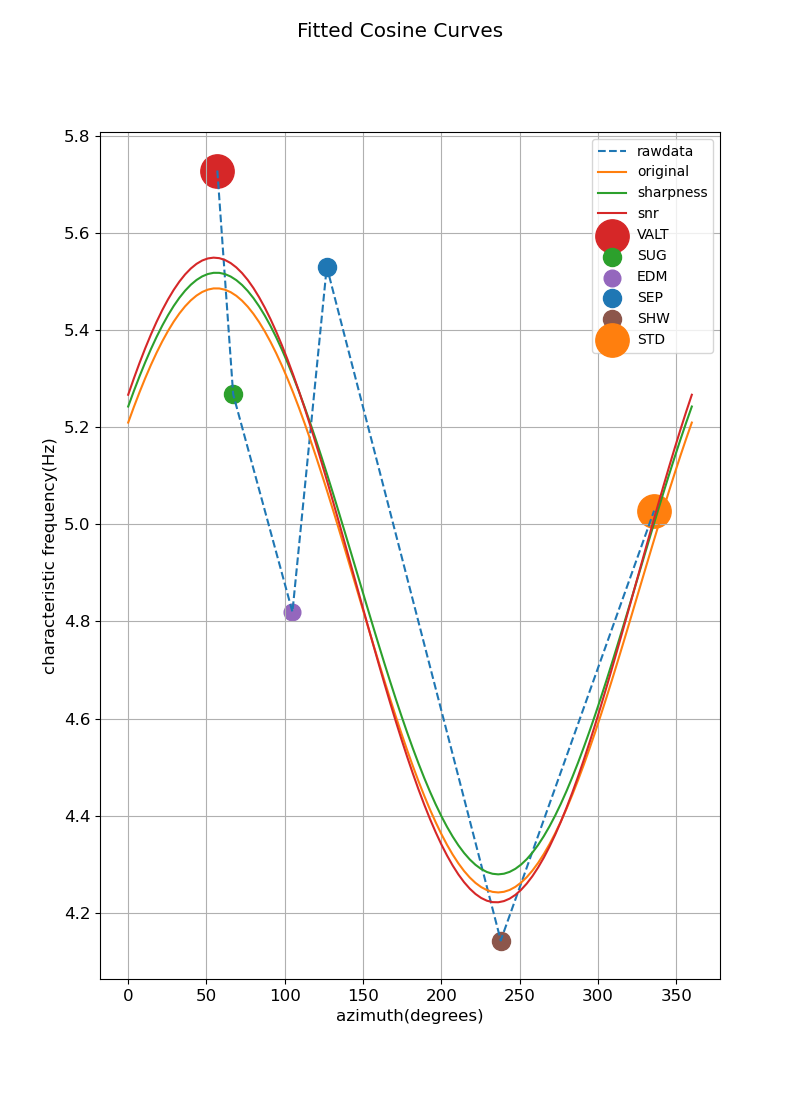 Fitted Cosine Curves
5.8
5.6
5.4
5.2
5.0
4.8
4.6
4.4
4.2
characteristic frequency(Hz)
rawdata
original
sharpness
snr
VALT
SUG
EDM
SEP
SHW
STD
0 50 100 150 200 250 300 350
azimuth(degrees)